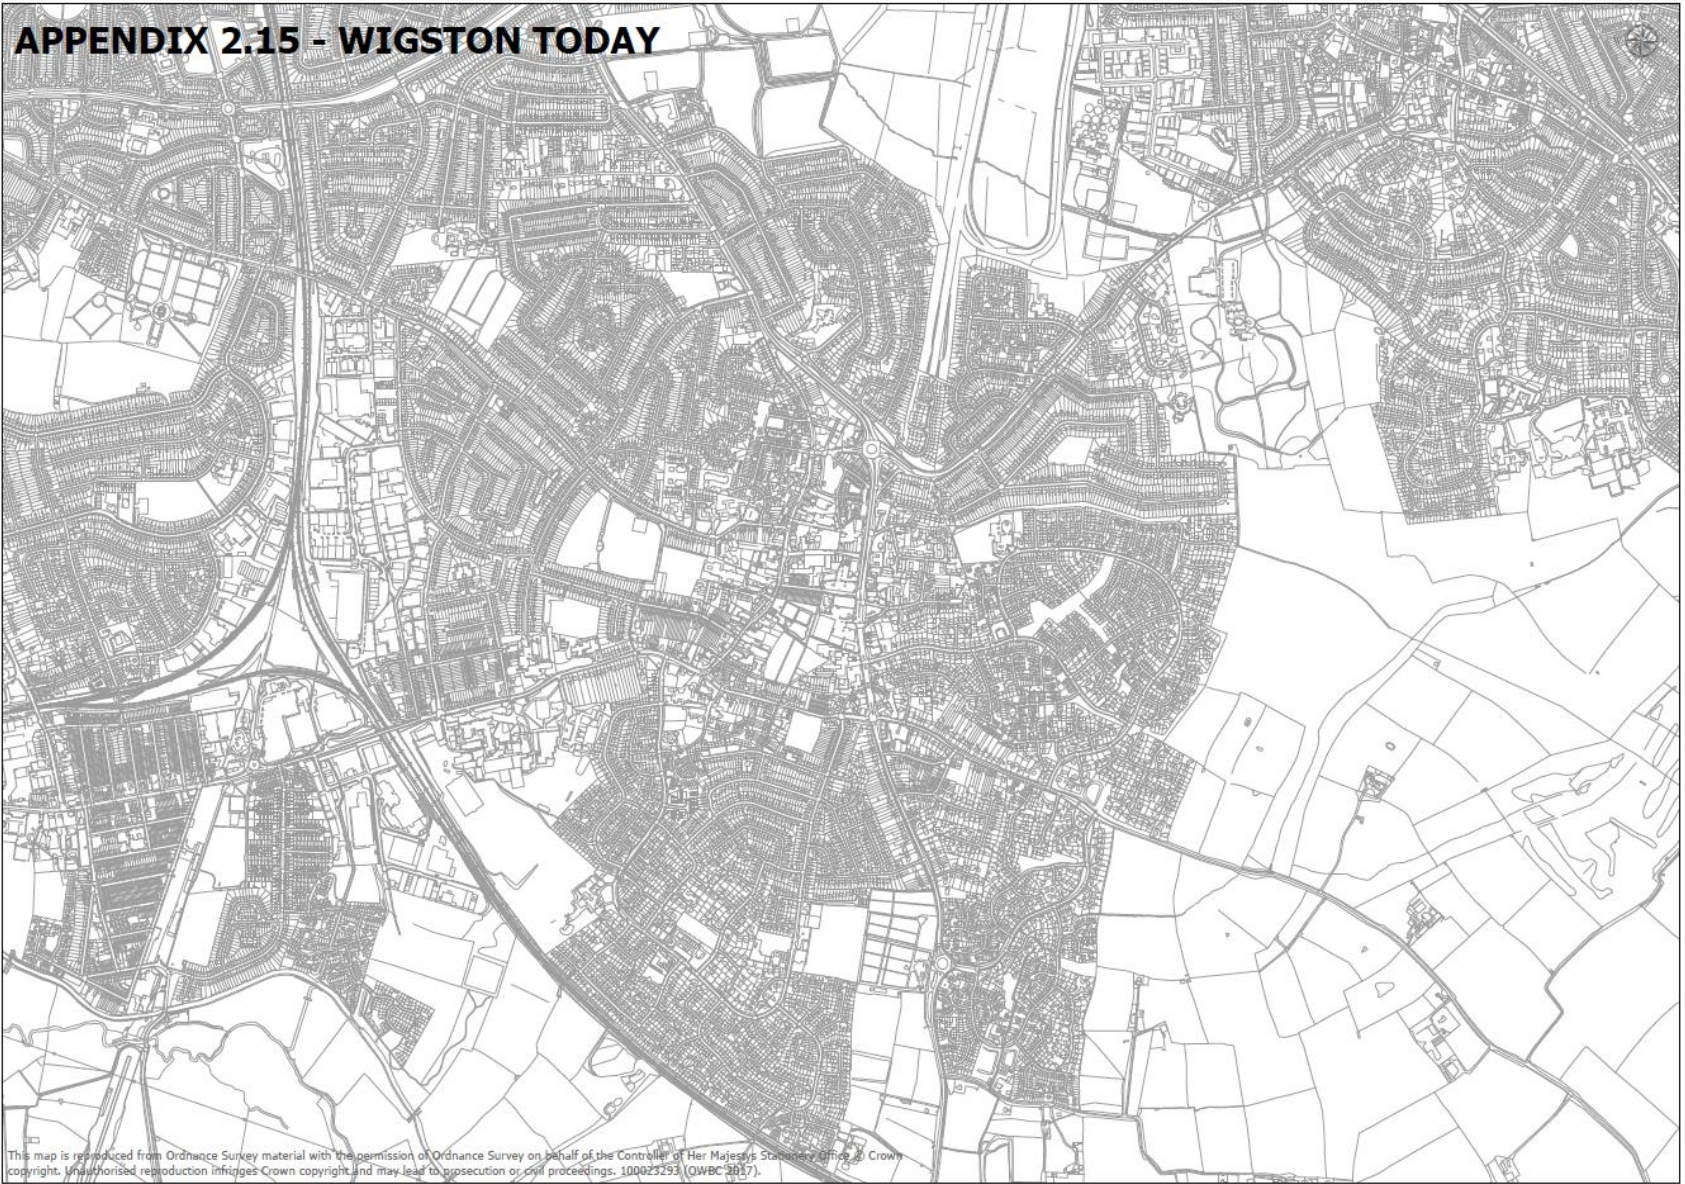 APPENDIX 2.15 - WIGSTON TODAY
This map is reproduced from Ordnance Survey material with the permission of Ordnance Survey on behalf of the Controller of Her Majestys Stationery Office © Crown
copyright. Unauthorised reproduction infringes Crown copyright and may lead to prosecution or civil proceedings. 100023293 (OWBC 2017).